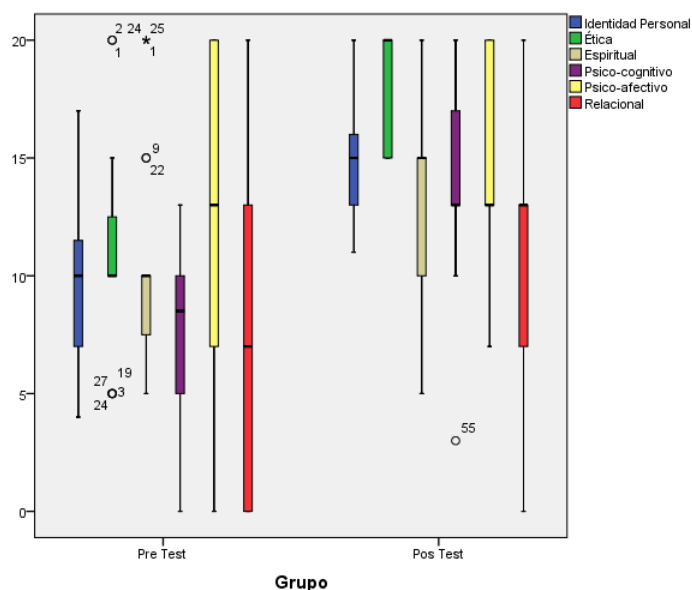 Identidad Personal
Ética
Espiritual
Psico-cognitivo
Psico-afectivo
Relacional
20
15
10
5
0
2 24 25
1 1
9
22
27 19
3
24
55
Pre Test
Pos Test
Grupo